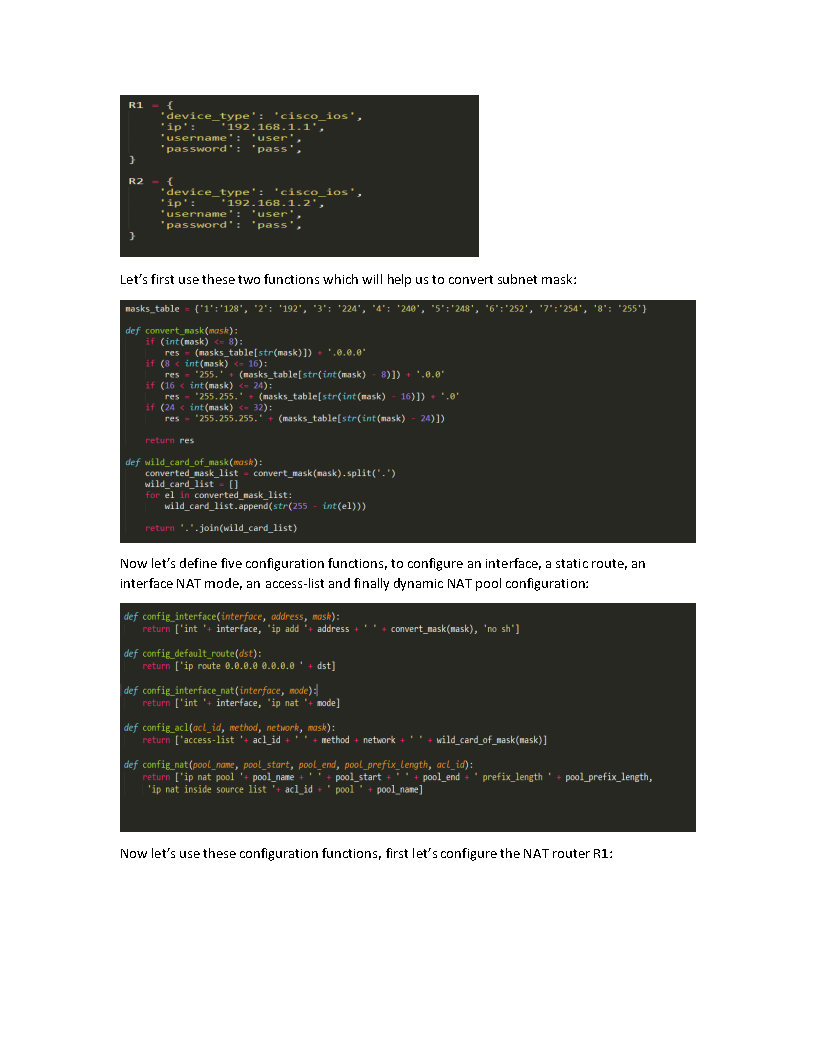 R1 = {
'device_type': 'cisco_ios',
'ip': '192.168.1.1',
'username': 'user',
'password': 'pass',
}
R2 = {
'device_type': 'cisco_ios',
'ip': '192.168.1.2',
'username': 'user',
'password': 'pass',
}
Let's first use these two functions which will help us to convert subnet mask:
masks_table = {'1':'128', '2': '192', '3': '224', '4': '240', '5':'248', '6':'252', '7':'254', '8': '255'}
def convert_mask(mask):
if (int(mask) <= 8):
res = (masks_table[str(mask)]) + '.0.0.0'
if (8 < int(mask) <= 16):
res = '255.' + (masks_table[str(int(mask) - 8)]) + '.0.0'
if (16 < int(mask) <= 24):
res = '255.255.' + (masks_table[str(int(mask) - 16)]) + '.0'
if (24 < int(mask) <= 32):
res = '255.255.255.' + (masks_table[str(int(mask) - 24)])
return res
def wild_card_of_mask(mask):
converted_mask_list = convert_mask(mask).split('.')
wild_card_list = []
for el in converted_mask_list:
wild_card_list.append(str(255 - int(el)))
return '.'.join(wild_card_list)
Now let's define five configuration functions, to configure an interface, a static route, an
interface NAT mode, an access-list and finally dynamic NAT pool configuration:
def config_interface(interface, address, mask):
return ['int '+ interface, 'ip add '+ address + ' ' + convert_mask(mask), 'no sh']
def config_default_route(dst):
return ['ip route 0.0.0.0 0.0.0.0 ' + dst]
def config_interface_nat(interface, mode):
return ['int '+ interface, 'ip nat '+ mode]
def config_acl(acl_id, method, network, mask):
return ['access-list '+ acl_id + ' ' + method + network + ' ' + wild_card_of_mask(mask)]
def config_nat(pool_name, pool_start, pool_end, pool_prefix_length, acl_id):
return ['ip nat pool '+ pool_name + ' ' + pool_start + ' ' + pool_end + ' prefix_length ' + pool_prefix_length,
'ip nat inside source list '+ acl_id + ' pool ' + pool_name]
Now let's use these configuration functions, first let's configure the NAT router R1: